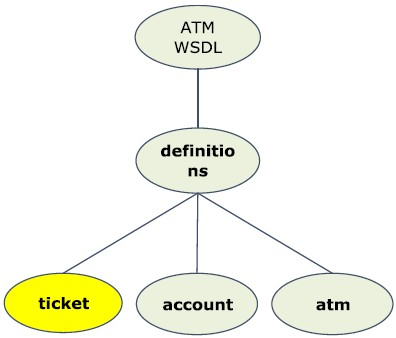 ATM
WSDL
definitio
ns
ticket
account
atm